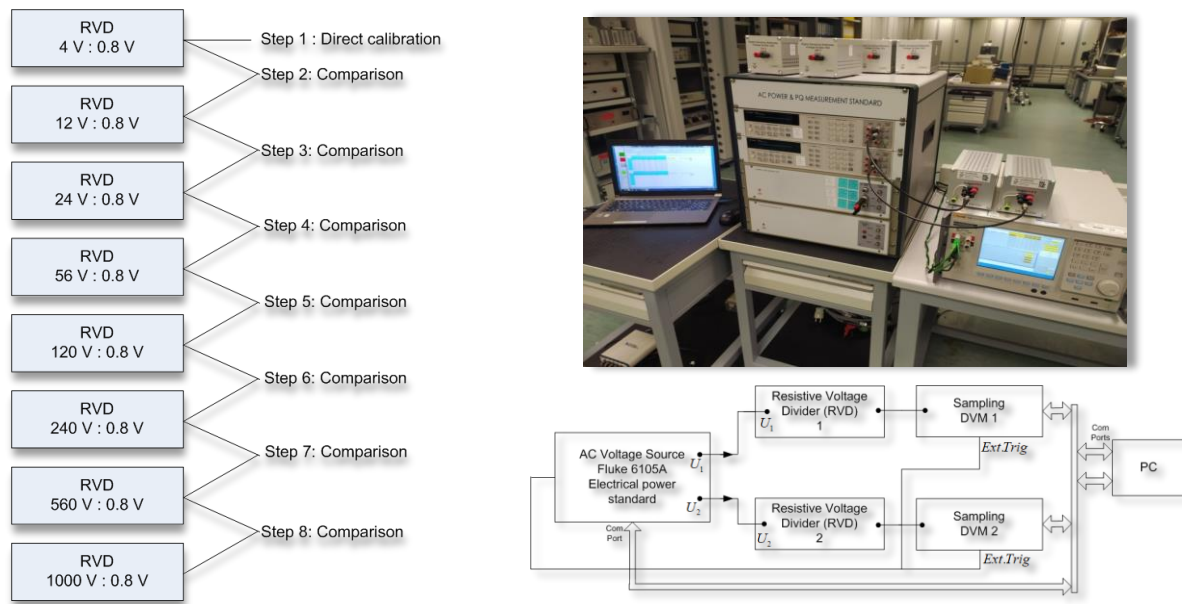 RVD
4 V : 0.8 V
Step 1 : Direct calibration
Step 2: Comparison
RVD
12 V : 0.8 V
Step 3: Comparison
RVD
24 V : 0.8 V
Step 4: Comparison
RVD
56 V : 0.8 V
Step 5: Comparison
RVD
120 V : 0.8 V
Step 6: Comparison
RVD
240 V : 0.8 V
Step 7: Comparison
RVD
560 V : 0.8 V
Step 8: Comparison
RVD
1000 V : 0.8 V
AC POWER & PQ MEASUREMENT STANDARD
AC Voltage Source
Fluke 6105A
Electrical power
standard
U1
U2
Com
Port
U1
Resistive Voltage
Divider (RVD)
1
Sampling
DVM 1
Ext.Trig
U2
Resistive Voltage
Divider (RVD)
2
Sampling
DVM 2
Ext.Trig
Com
Ports
PC